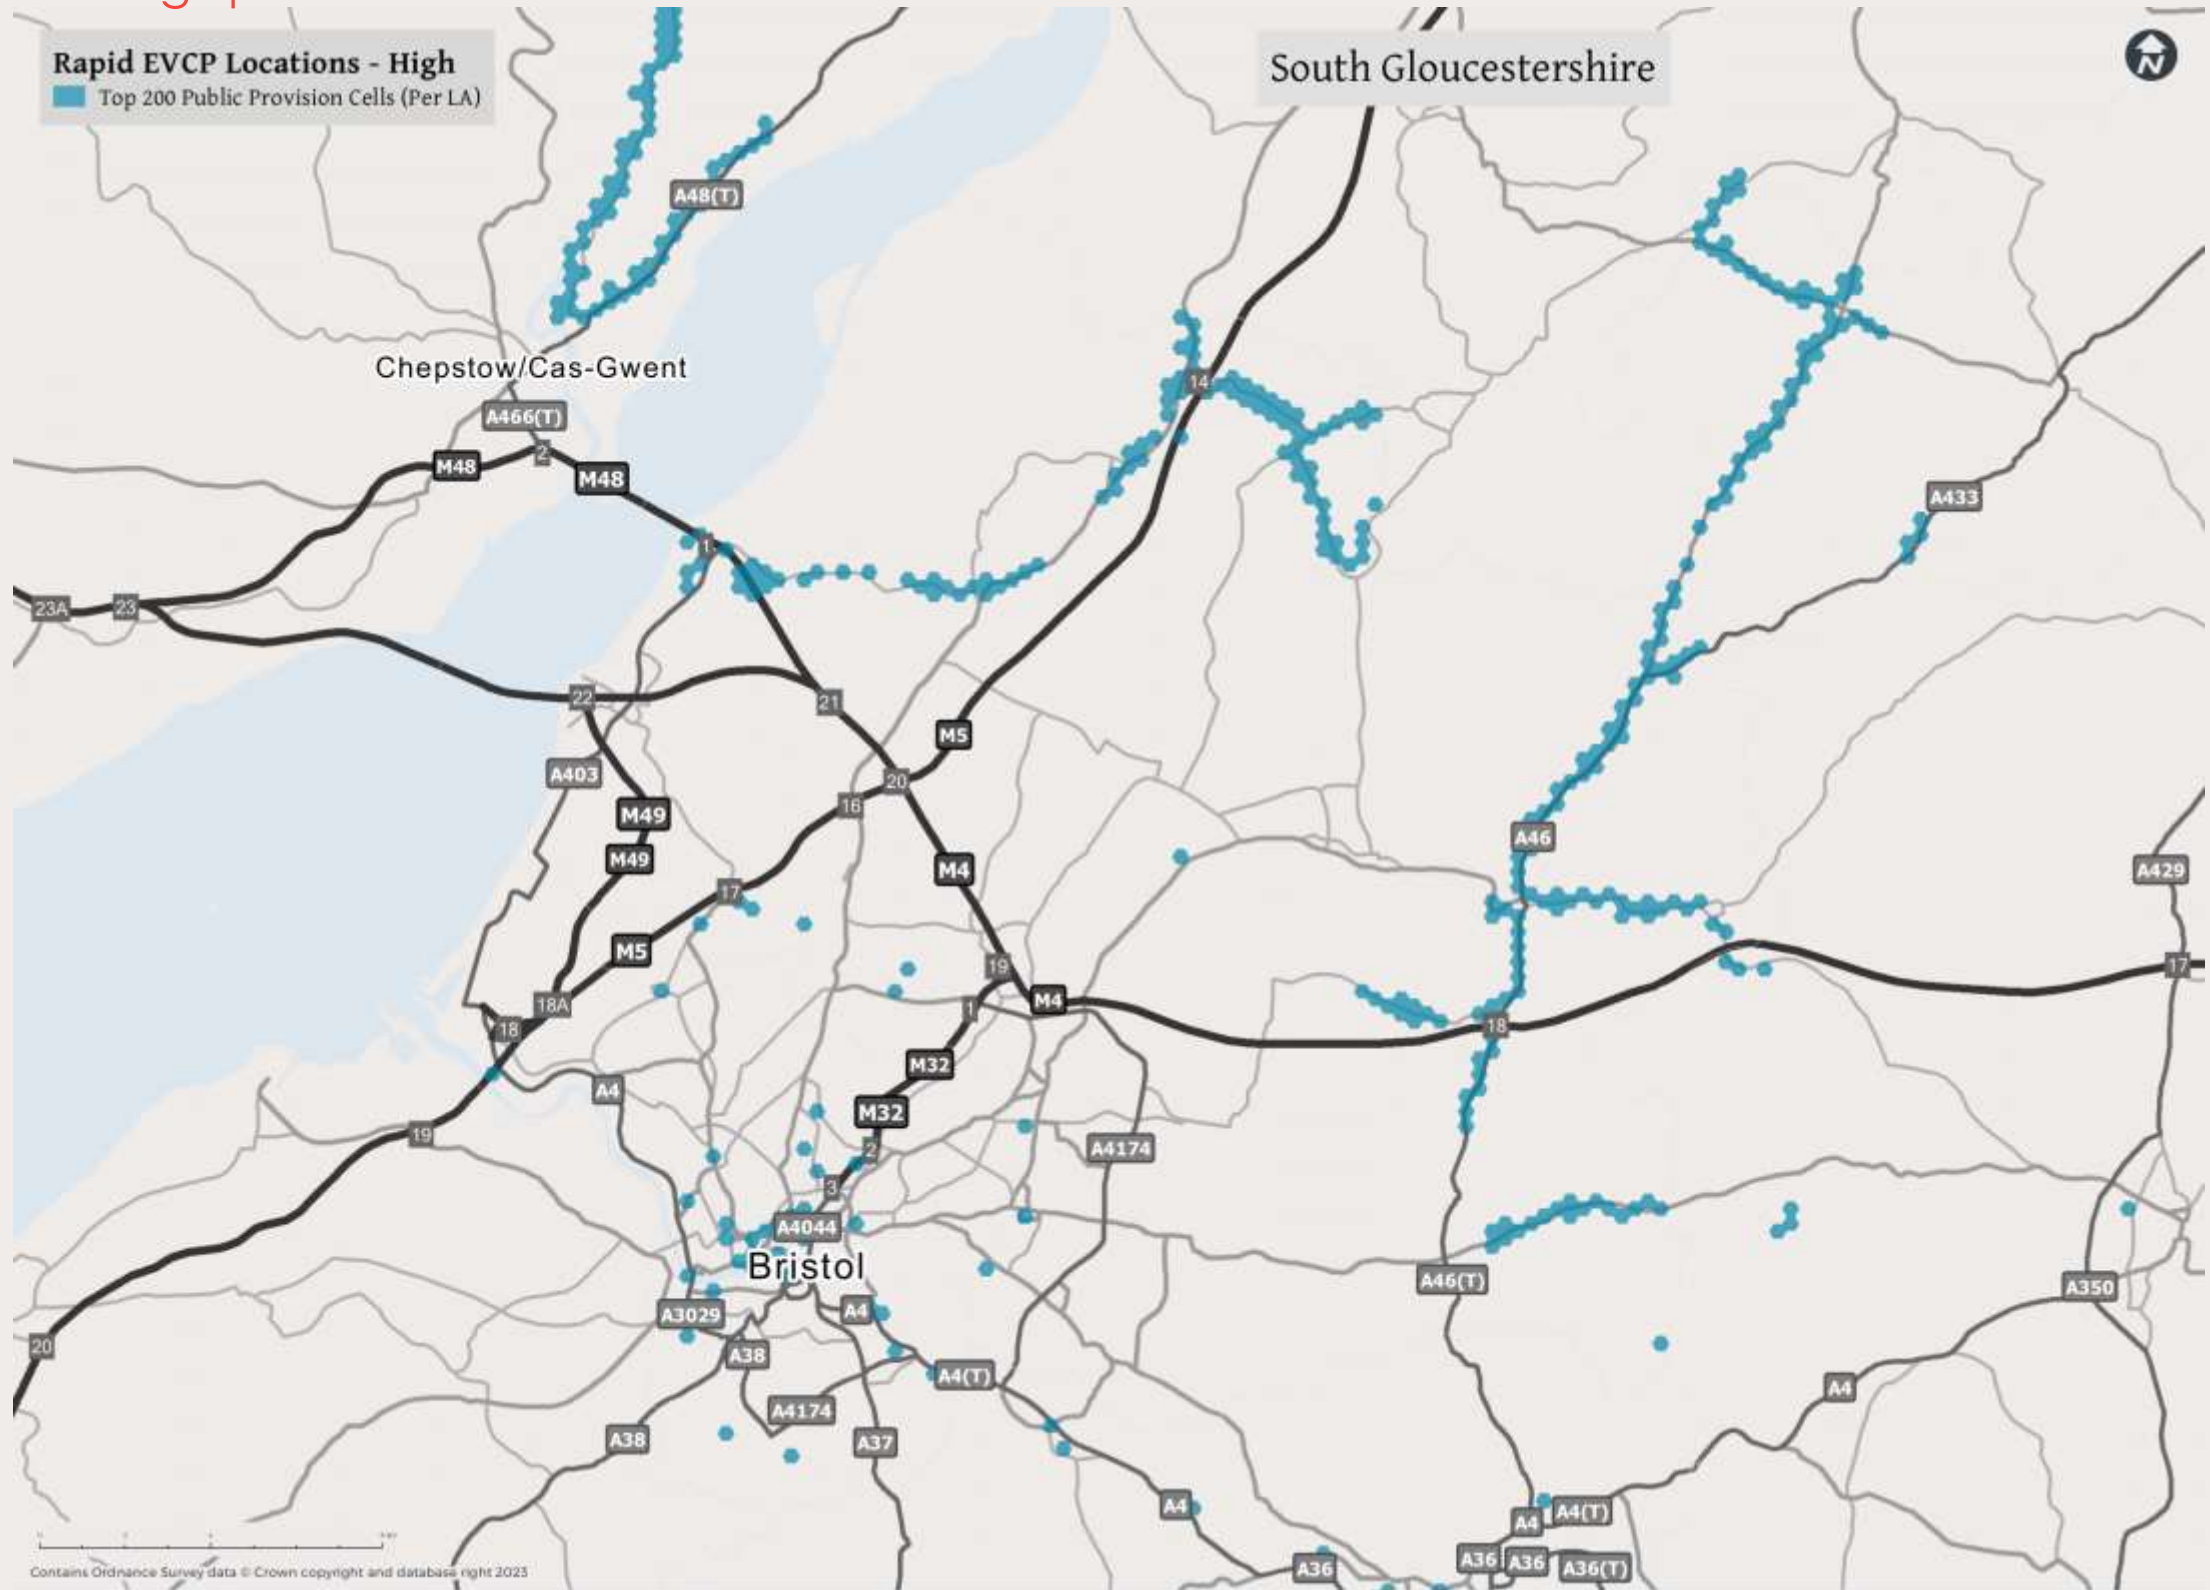 Rapid EVCP Locations - High
Top 200 Public Provision Cells (Per LA)
South Gloucestershire
N
A48(T)
Chepstow/Cas-Gwent
14
A466(T)
M48
2
M48
A433
1
23A
23
22
21
M5
20
A403
16
M49
A46
M49
M4
A429
17
M5
19
17
18A
M4
1
18
18
M32
A4
M32
19
2
A4174
3
A4044
Bristol
A46(T)
A350
A3029
A4
20
A38
A4(T)
A4
A4174
A38
A37
A4
A4(T)
A4
A36
A36
A36
A36(T)
Contains Ordnance Survey data © Crown copyright and database right 2023